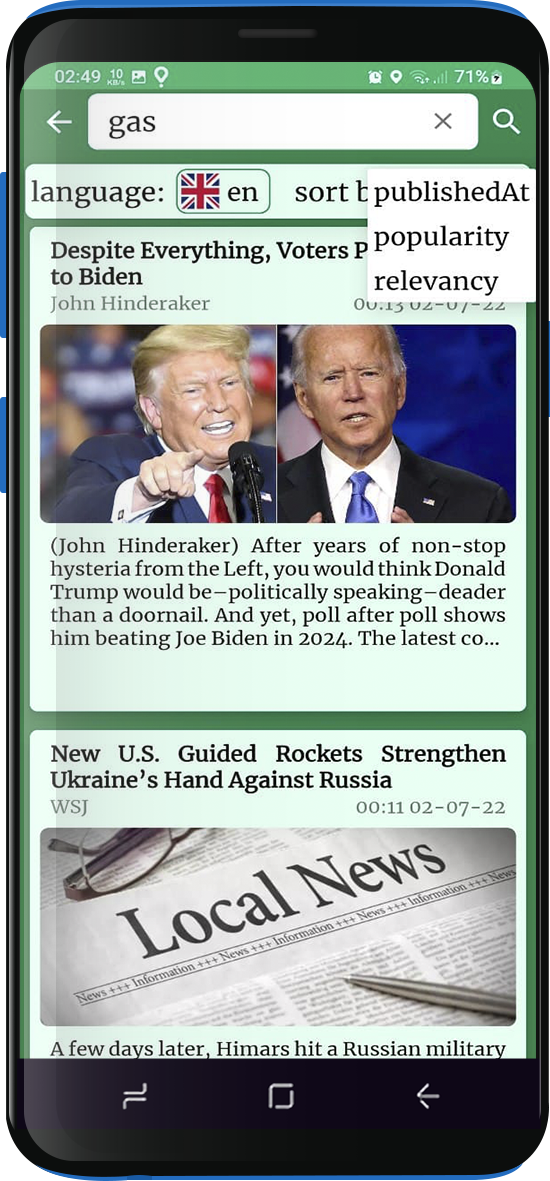 02:49 10 KB/s 71%
gas
language: en sort b
publishedAt
popularity
relevancy
Despite Everything, Voters P
to Biden
John Hinderaker 00:13 02-07-22
(John Hinderaker) After years of non-stop
hysteria from the Left, you would think Donald
Trump would be–politically speaking–deader
than a doornail. And yet, poll after poll shows
him beating Joe Biden in 2024. The latest co...
New U.S. Guided Rockets Strengthen
Ukraine’s Hand Against Russia
WSJ 00:11 02-07-22
Local News
News +++ Information +++ News +++ Information +++ News +++ Information +++ News
A few days later, Himars hit a Russian military